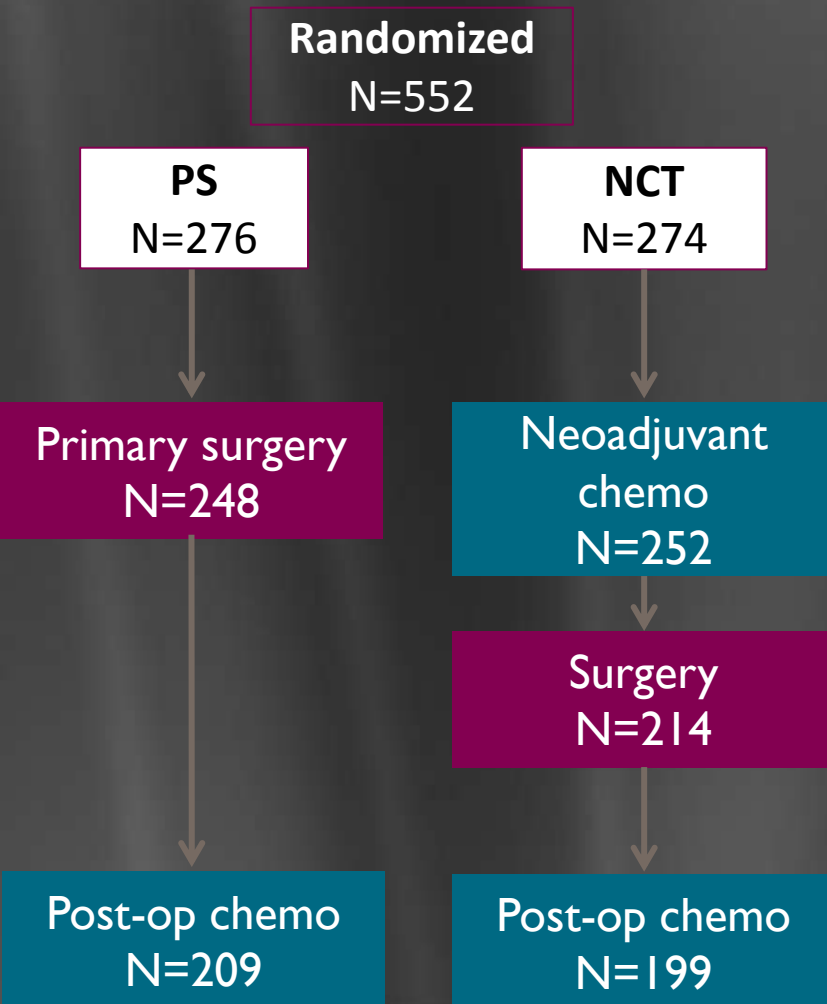 Randomized
N=552
PS
N=276
NCT
N=274
Primary surgery
N=248
Neoadjuvant
chemo
N=252
Surgery
N=214
Post-op chemo
N=209
Post-op chemo
N=199